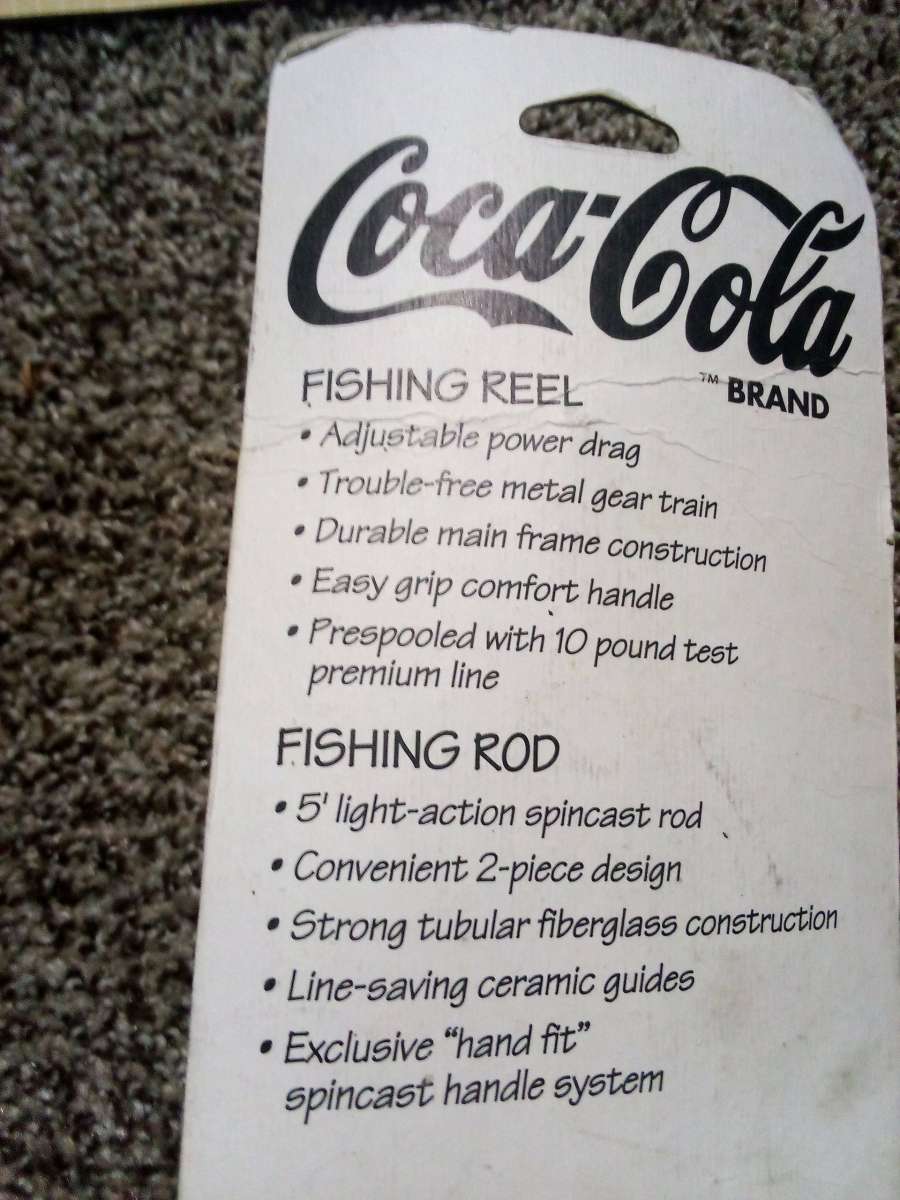 Coca-Cola
™ BRAND
FISHING REEL
• Adjustable power drag
• Trouble-free metal gear train
• Durable main frame construction
• Easy grip comfort handle
• Prespooled with 10 pound test
premium line
FISHING ROD
• 5' light-action spincast rod
• Convenient 2-piece design
• Strong tubular fiberglass construction
• Line-saving ceramic guides
• Exclusive “hand fit”
spincast handle system